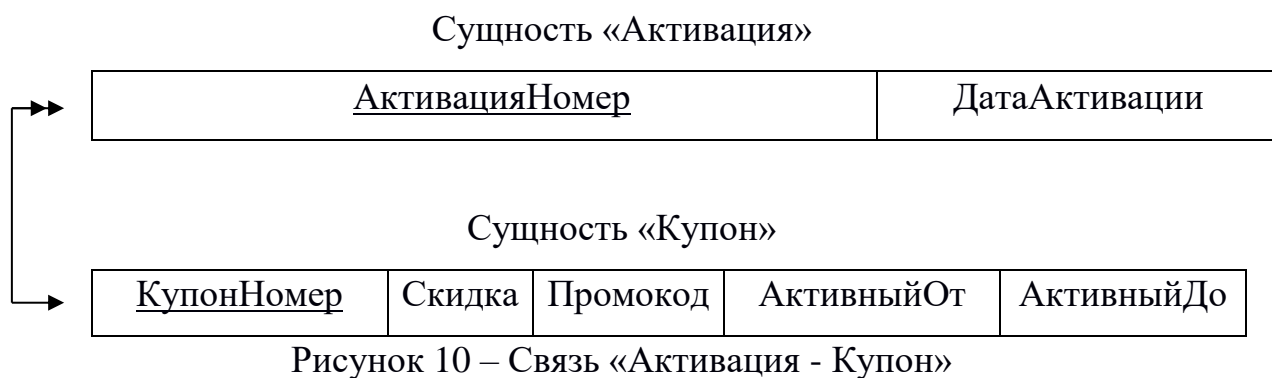 Сущность «Активация»
АктивацияНомер ДатаАктивации
Сущность «Купон»
КупонНомер Скидка Промокод АктивныйОт АктивныйДо
Рисунок 10 – Связь «Активация - Купон»